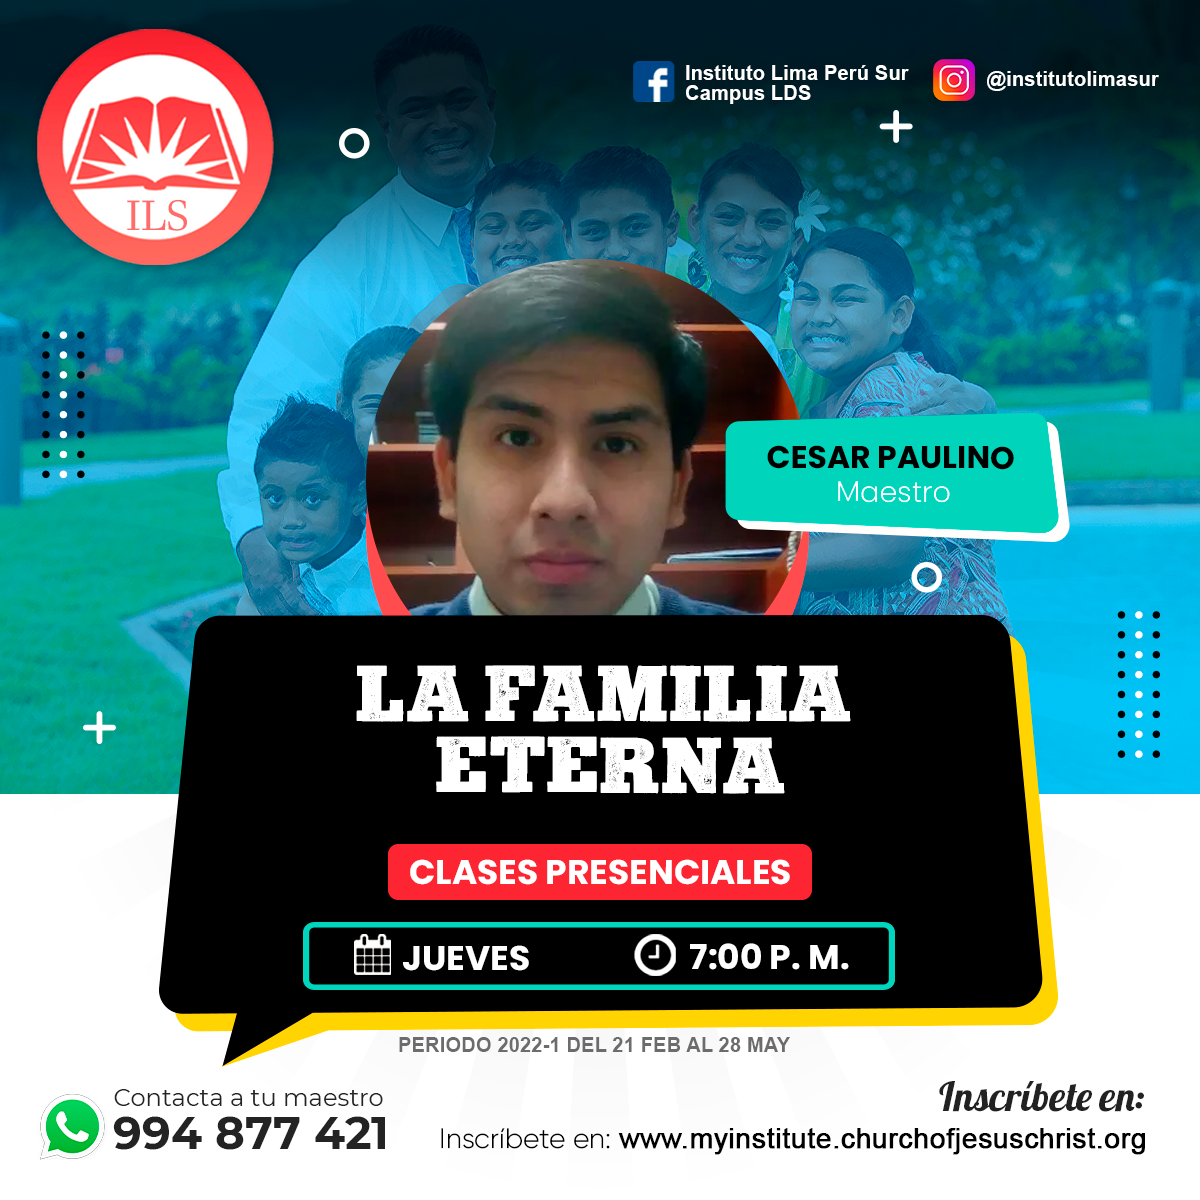 ILS
Instituto Lima Perú Sur
Campus LDS
@institutolimasur
CESAR PAULINO
Maestro
LA FAMILIA
ETERNA
CLASES PRESENCIALES
JUEVES
7:00 P. M.
PERIODO 2022-1 DEL 21 FEB AL 28 MAY
Contacta a tu maestro
994 877 421
Inscríbete en:
Inscríbete en: www.myinstitute.churchofjesuschrist.org